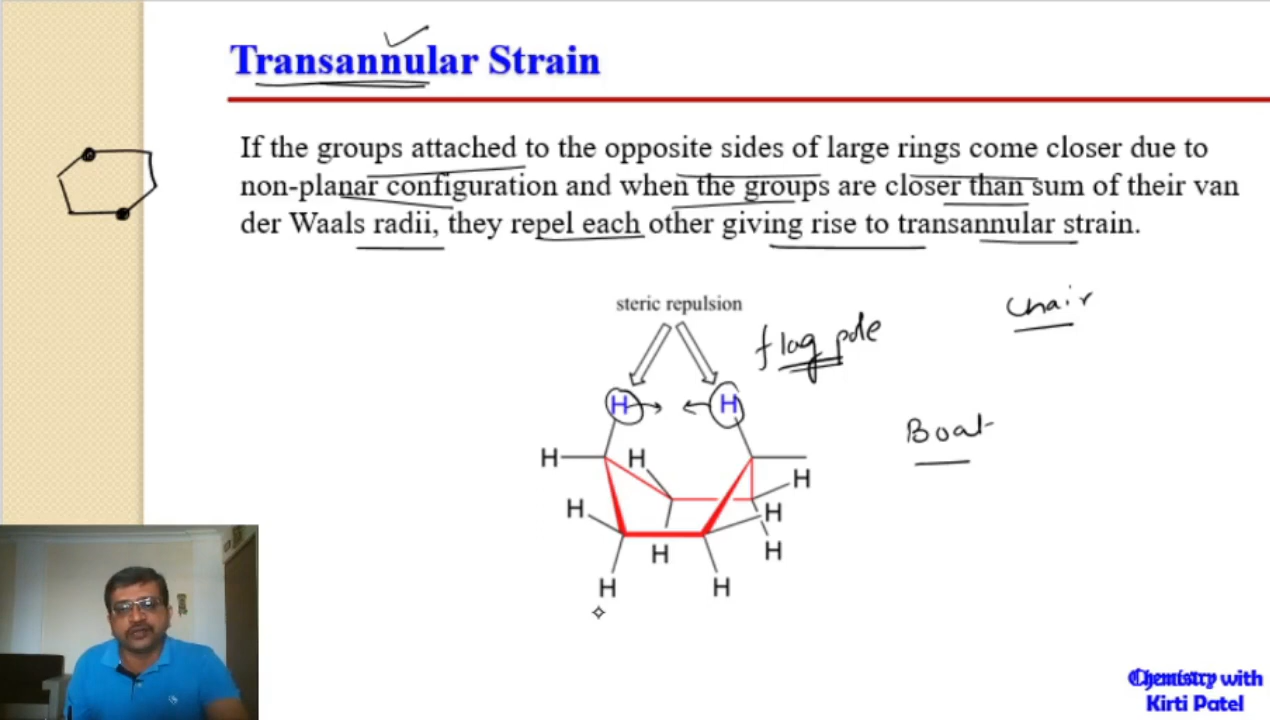 Transannular Strain
If the groups attached to the opposite sides of large rings come closer due to
non-planar configuration and when the groups are closer than sum of their van
der Waals radii, they repel each other giving rise to transannular strain.
steric repulsion
chair
flag pole
H H
Boat
H H
H
H H
H H
H H
Chemistry with
Kirti Patel